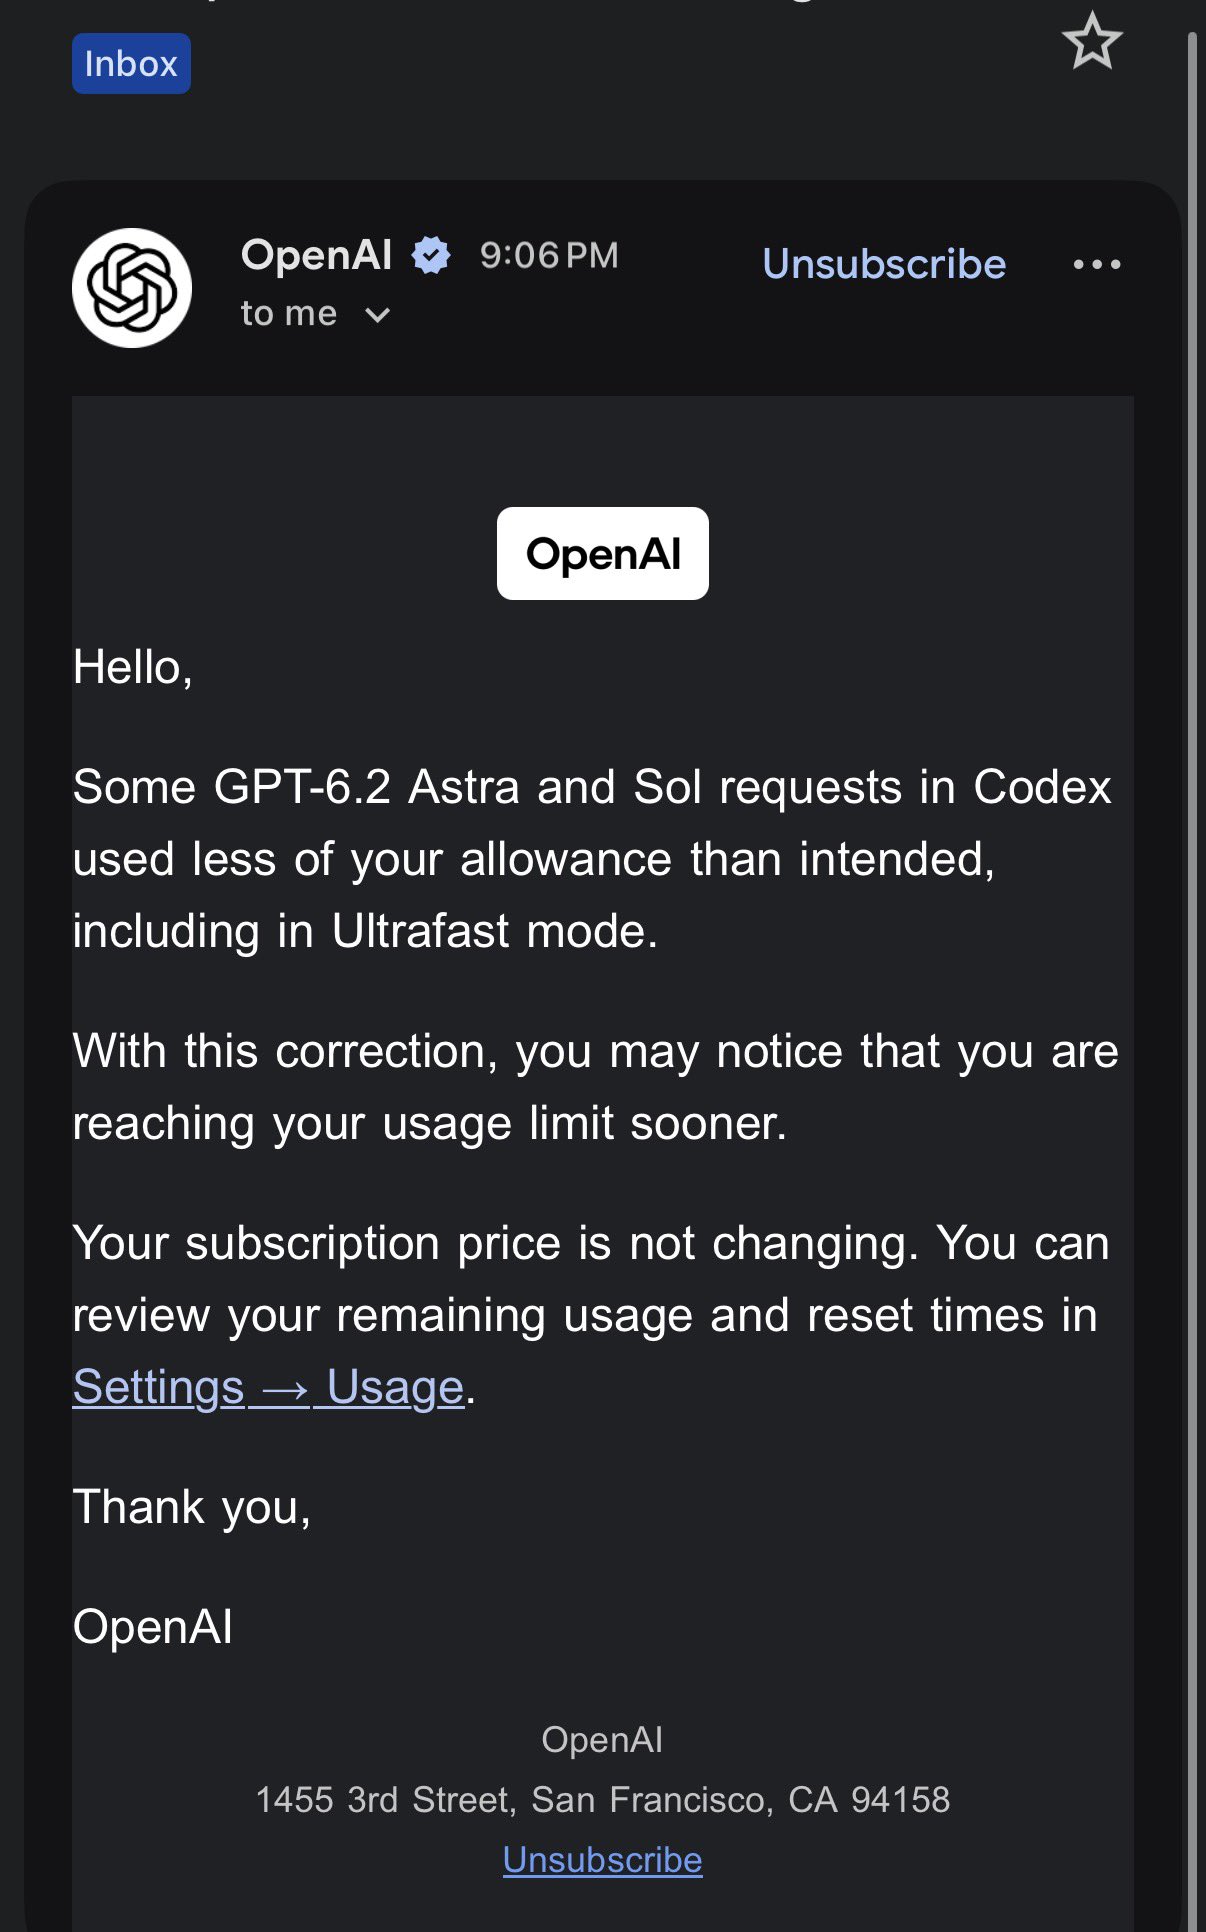 Inbox
OpenAI 9:06 PM
Unsubscribe
to me
OpenAI
Hello,
Some GPT-6.2 Astra and Sol requests in Codex
used less of your allowance than intended,
including in Ultrafast mode.
With this correction, you may notice that you are
reaching your usage limit sooner.
Your subscription price is not changing. You can
review your remaining usage and reset times in
Settings → Usage.
Thank you,
OpenAI
OpenAI
1455 3rd Street, San Francisco, CA 94158
Unsubscribe